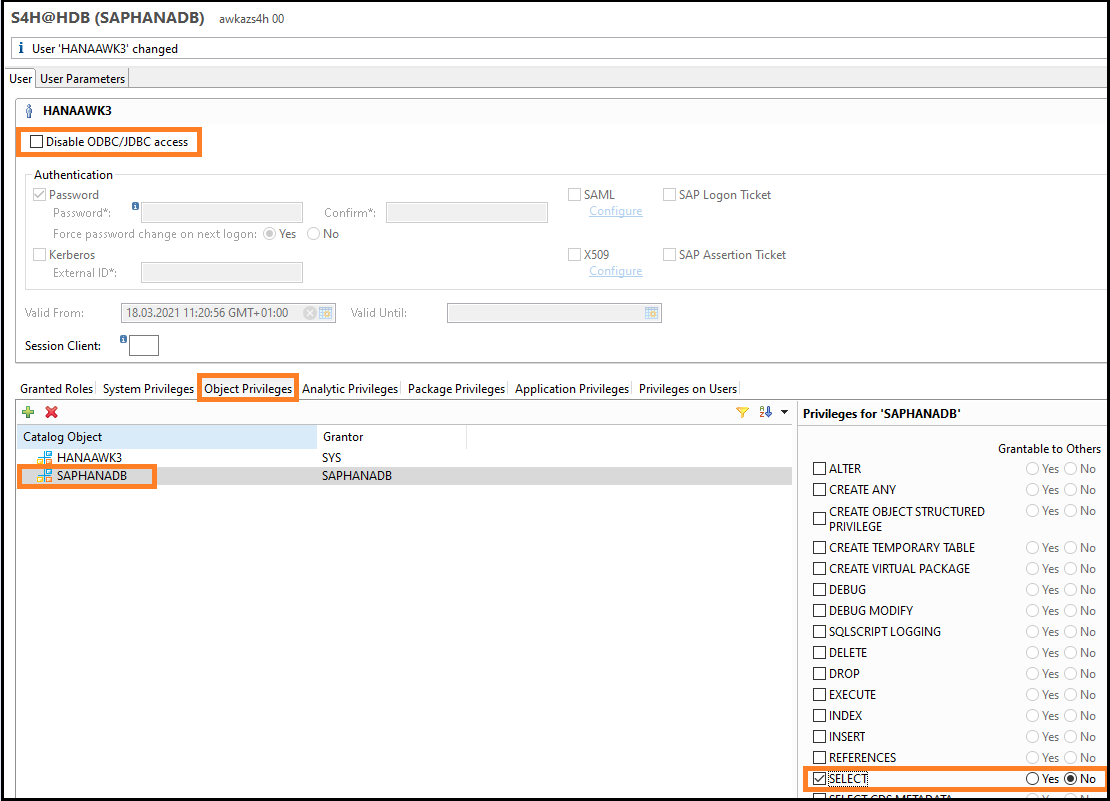 S4H@HDB (SAPHANADB) awkazs4h 00
User 'HANAAWK3' changed
User User Parameters
HANAAWK3
Disable ODBC/JDBC access
Authentication
Password SAML SAP Logon Ticket
Password*: Confirm*: Configure
Force password change on next logon: Yes No
Kerberos X509 SAP Assertion Ticket
External ID*: Configure
Valid From: 18.03.2021 11:20:56 GMT+01:00 Valid Until:
Session Client:
Granted Roles System Privileges Object Privileges Analytic Privileges Package Privileges Application Privileges Privileges on Users
Privileges for 'SAPHANADB'
Catalog Object Grantor
HANAAWK3 SYS
SAPHANADB SAPHANADB
Grantable to Others
ALTER Yes No
CREATE ANY Yes No
CREATE OBJECT STRUCTURED Yes No
PRIVILEGE
CREATE TEMPORARY TABLE Yes No
CREATE VIRTUAL PACKAGE Yes No
DEBUG Yes No
DEBUG MODIFY Yes No
SQLSCRIPT LOGGING Yes No
DELETE Yes No
DROP Yes No
EXECUTE Yes No
INDEX Yes No
INSERT Yes No
REFERENCES Yes No
SELECT Yes No
SELECT CDS METADATA Yes No